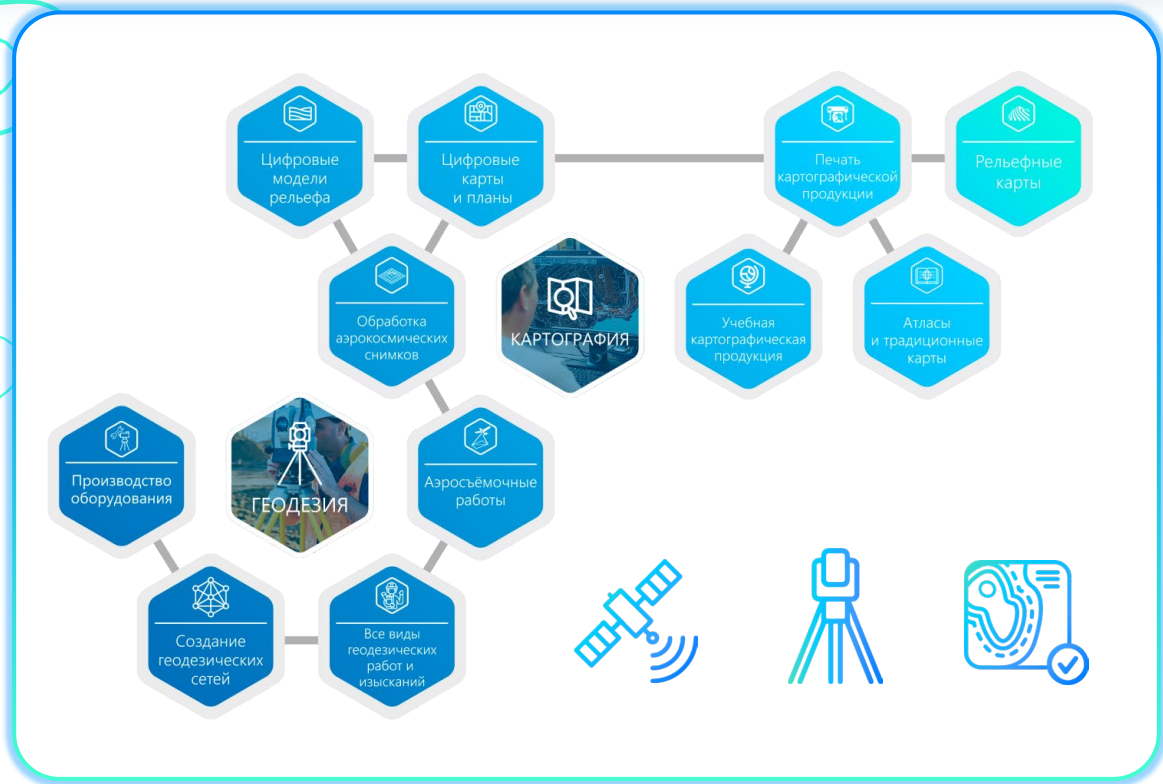 Цифровые
модели
рельефа
Цифровые
карты
и планы
Печать
картографической
продукции
Рельефные
карты
Обработка
аэрокосмических
снимков
КАРТОГРАФИЯ
Учебная
картографическая
продукция
Атласы
и традиционные
карты
Производство
оборудования
ГЕОДЕЗИЯ
Аэросъёмочные
работы
Создание
геодезических
сетей
Все виды
геодезических
работ и
изысканий